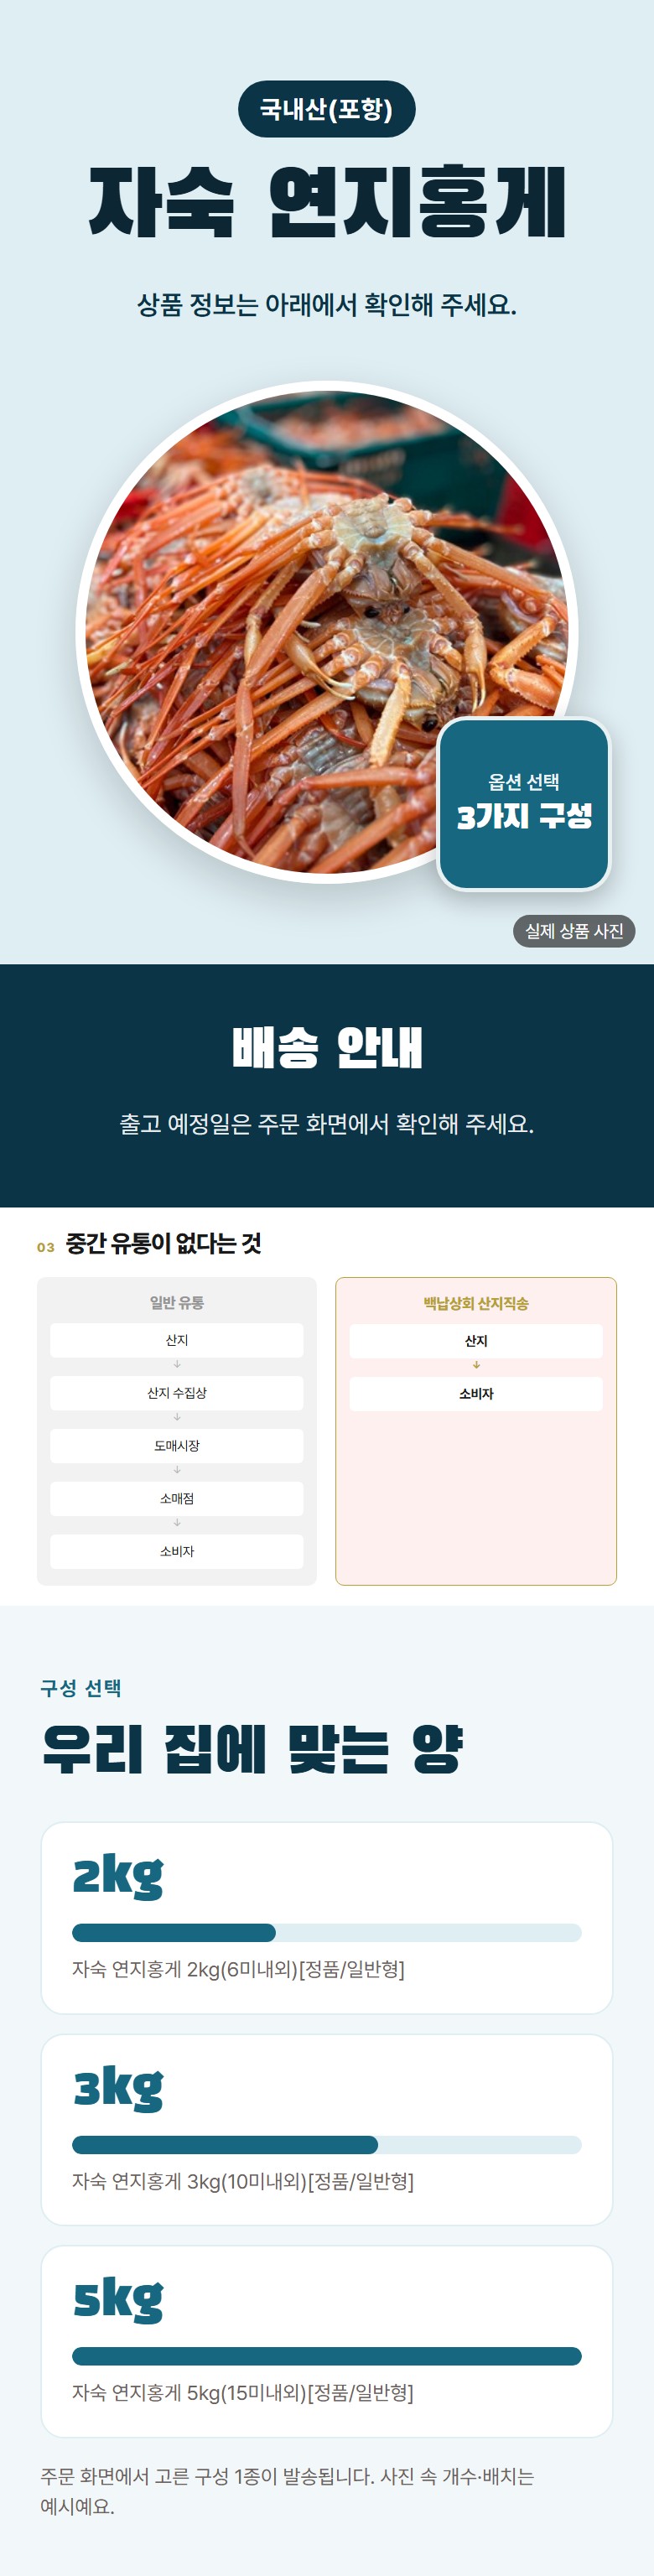 국내산(포항)
자숙 연지홍게
상품 정보는 아래에서 확인해 주세요.
옵션 선택
3가지 구성
실제 상품 사진
배송 안내
출고 예정일은 주문 화면에서 확인해 주세요.
03 중간 유통이 없다는 것
일반 유통
산지
↓
산지 수집상
↓
도매시장
↓
소매점
↓
소비자
백납상회 산지직송
산지
↓
소비자
구성 선택
우리 집에 맞는 양
2kg
자숙 연지홍게 2kg(6미내외)[정품/일반형]
3kg
자숙 연지홍게 3kg(10미내외)[정품/일반형]
5kg
자숙 연지홍게 5kg(15미내외)[정품/일반형]
주문 화면에서 고른 구성 1종이 발송됩니다. 사진 속 개수·배치는
예시예요.